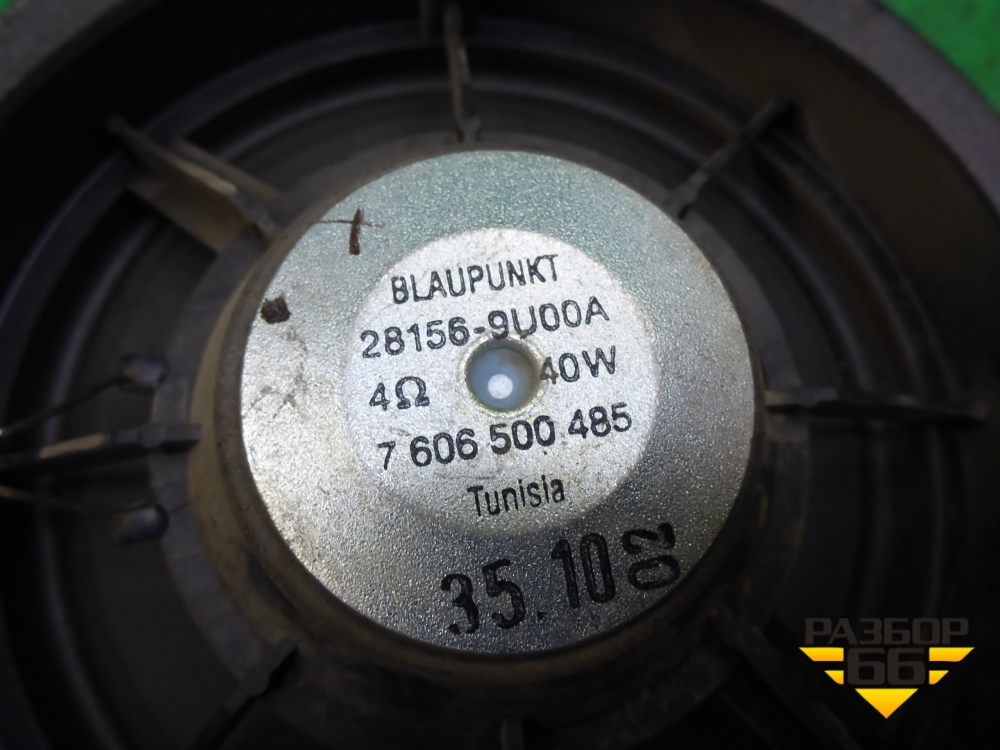 BLAUPUNKT
28156-9U00A
4Ω 40W
7 606 500 485
Tunisia
35.10
РАЗБОР
66